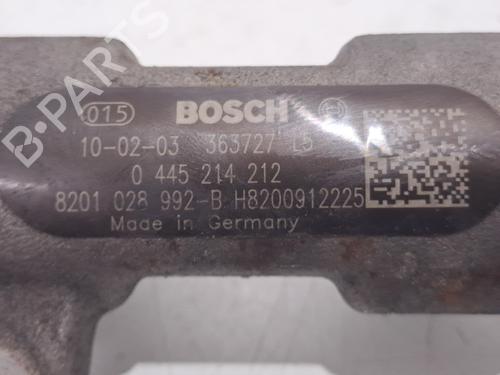 B-PARTS
015 BOSCH
10-02-03 363727 L5
0 445 214 212
8201 028 992-B H8200912225
Made in Germany